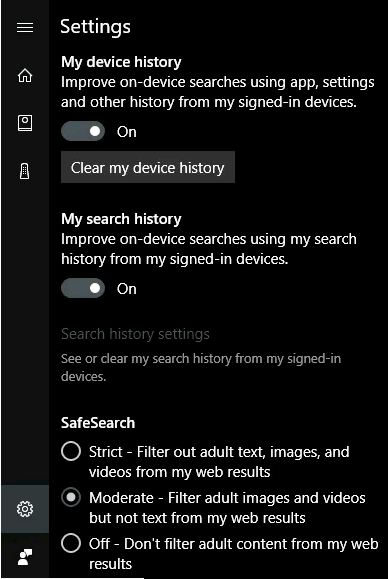 Settings
My device history
Improve on-device searches using app, settings
and other history from my signed-in devices.
On
Clear my device history
My search history
Improve on-device searches using my search
history from my signed-in devices.
On
Search history settings
See or clear my search history from my signed-in
devices.
SafeSearch
Strict - Filter out adult text, images, and
videos from my web results
Moderate - Filter adult images and videos
but not text from my web results
Off - Don't filter adult content from my web
results